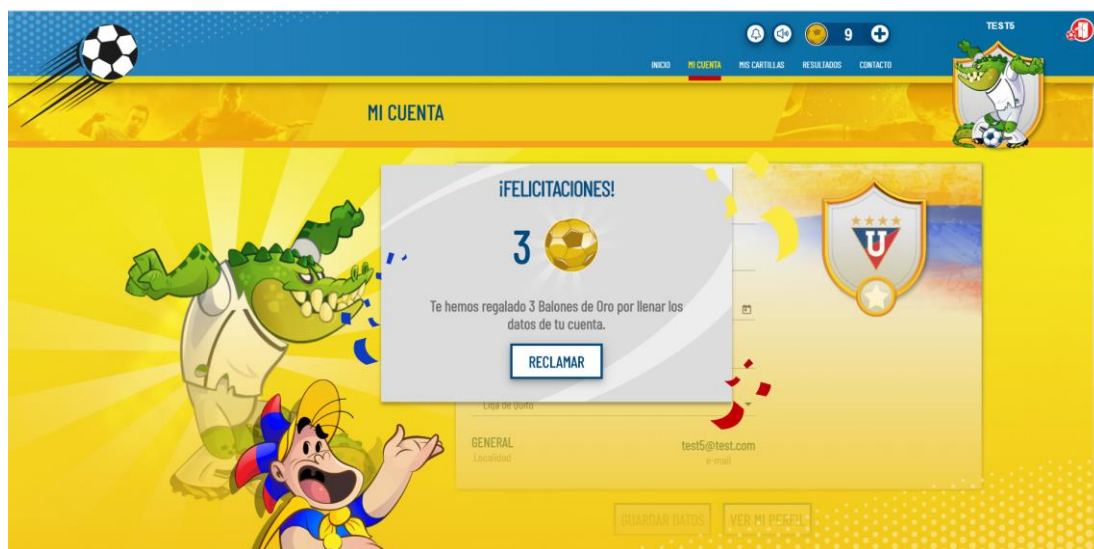 TEST5
9
INICIO MI CUENTA MIS CARTILLAS RESULTADOS CONTACTO
MI CUENTA
¡FELICITACIONES!
3
Te hemos regalado 3 Balones de Oro por llenar los
datos de tu cuenta.
RECLAMAR
U
Liga de Quito
GENERAL
Localidad
test5@test.com
e-mail
GUARDAR DATOS
VER MI PERFIL